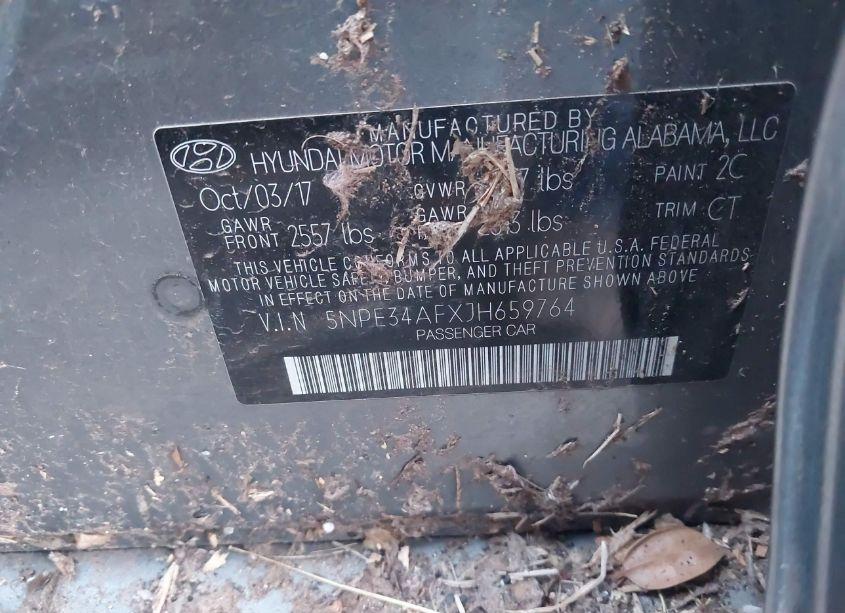 MANUFACTURED BY
HYUNDAI MOTOR MANUFACTURING ALABAMA, LLC
Oct/03/17 GVWR lbs PAINT 2C
GAWR FRONT 2557 lbs GAWR lbs TRIM CT
THIS VEHICLE CONFORMS TO ALL APPLICABLE U.S.A. FEDERAL
MOTOR VEHICLE SAFETY, BUMPER, AND THEFT PREVENTION STANDARDS
IN EFFECT ON THE DATE OF MANUFACTURE SHOWN ABOVE
V.I.N 5NPE34AFXJH659764
PASSENGER CAR